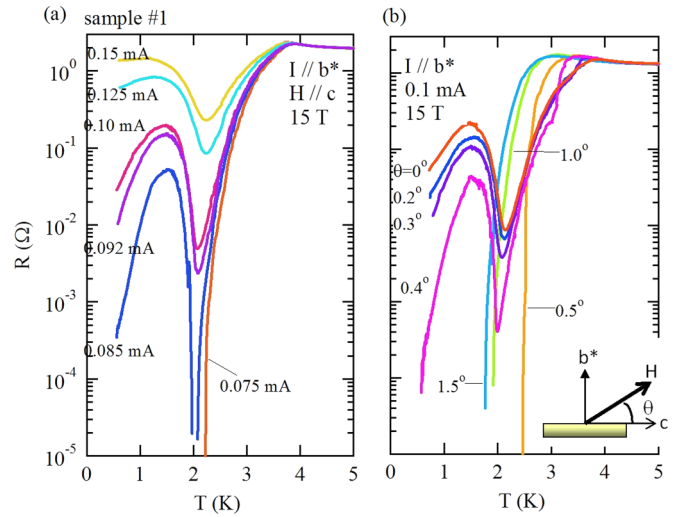 (a) sample #1
I // b*
H // c
15 T
0.15 mA
0.125 mA
0.10 mA
0.092 mA
0.085 mA
0.075 mA
R (Ω)
10⁰
10⁻¹
10⁻²
10⁻³
10⁻⁴
10⁻⁵
0 1 2 3 4 5
T (K)
(b)
I // b*
0.1 mA
15 T
θ=0°
0.2°
0.3°
0.4°
1.0°
0.5°
1.5°
b*
H
θ
c
0 1 2 3 4 5
T (K)